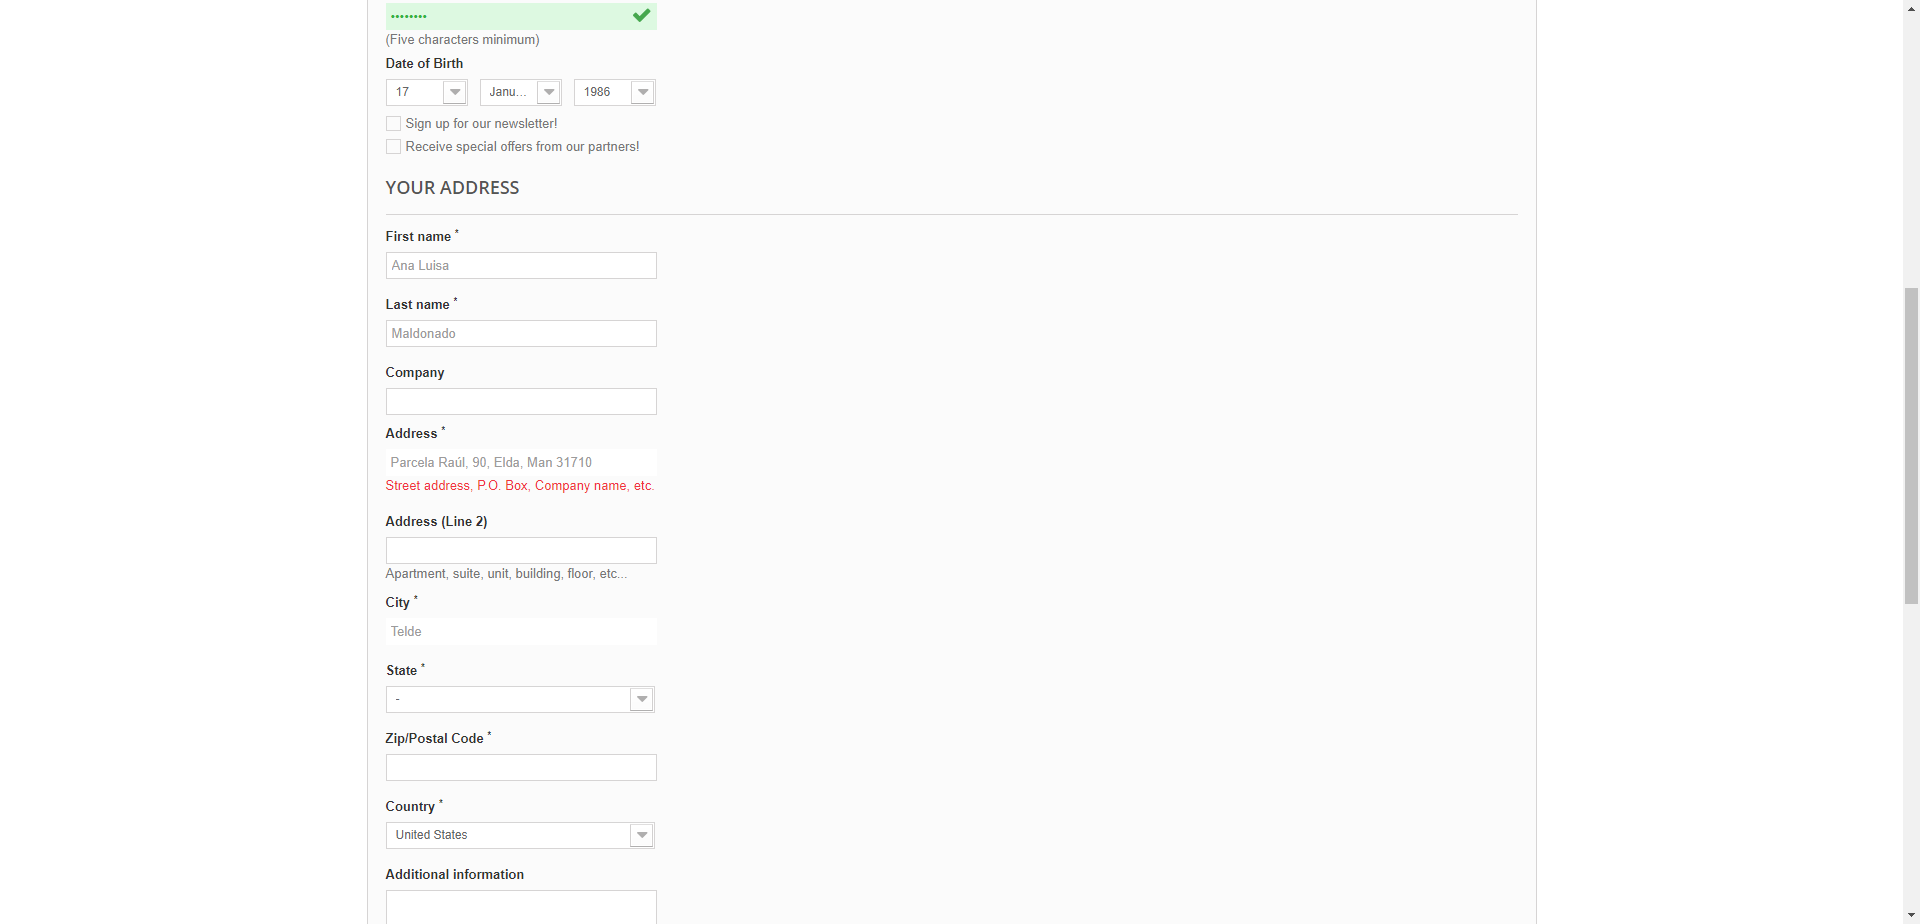 ••••••••
(Five characters minimum)
Date of Birth
17 Janu... 1986
Sign up for our newsletter!
Receive special offers from our partners!
YOUR ADDRESS
First name *
Ana Luisa
Last name *
Maldonado
Company
Address *
Parcela Raúl, 90, Elda, Man 31710
Street address, P.O. Box, Company name, etc.
Address (Line 2)
Apartment, suite, unit, building, floor, etc...
City *
Telde
State *
-
Zip/Postal Code *
Country *
United States
Additional information